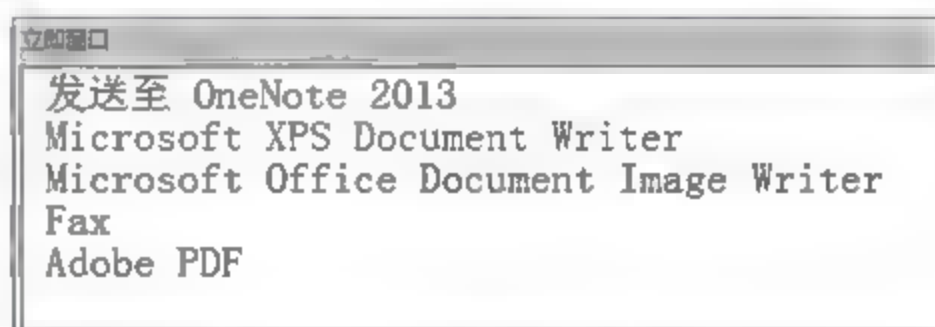 立即窗口
发送至 OneNote 2013
Microsoft XPS Document Writer
Microsoft Office Document Image Writer
Fax
Adobe PDF